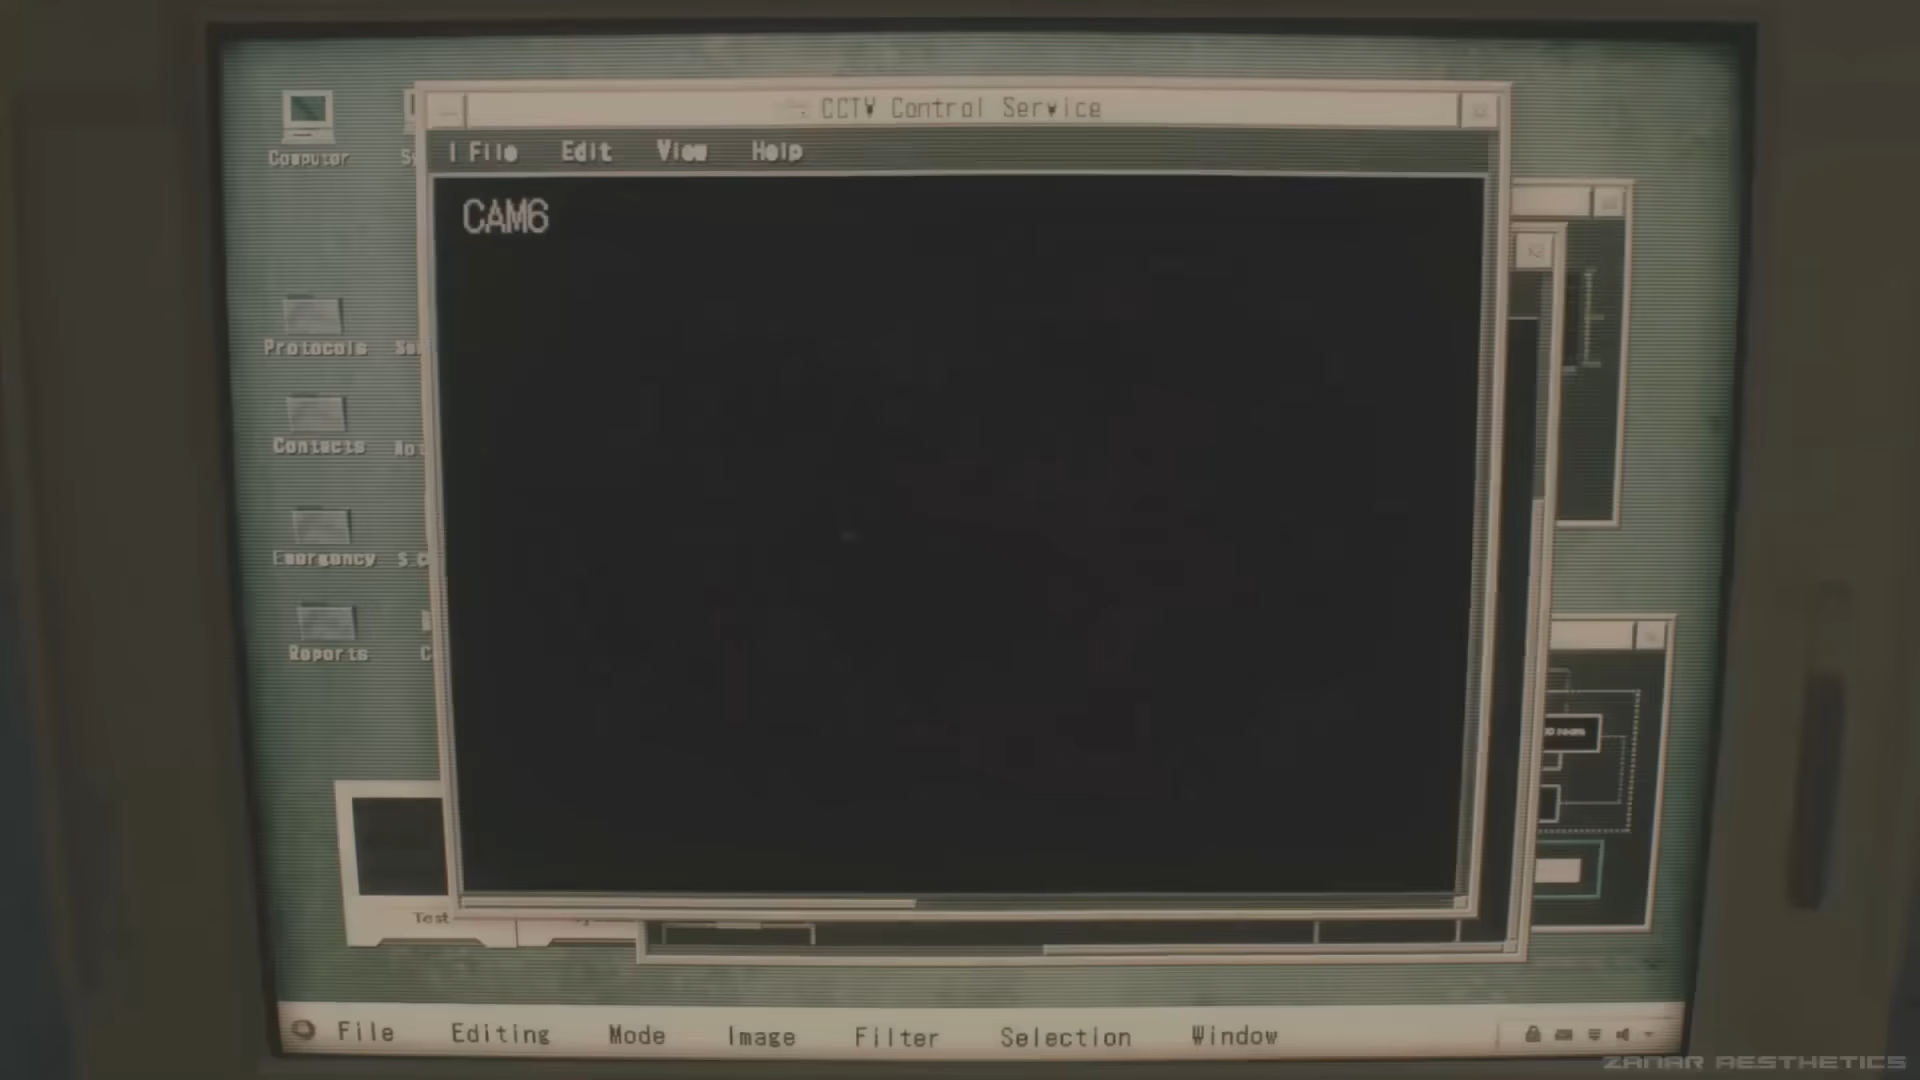 CCTV Control Service
File Edit View Help
CAM6
Computer
Protocols
Contacts
Emergency
Reports
Test
room
File Editing Mode Image Filter Selection Window
ZANAR AESTHETICS